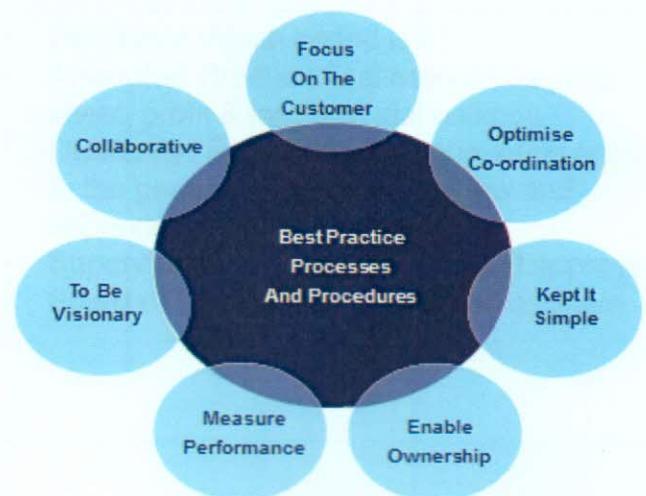 Focus
On The
Customer
Collaborative
Optimise
Co-ordination
Best Practice
Processes
And Procedures
To Be
Visionary
Kept It
Simple
Measure
Performance
Enable
Ownership